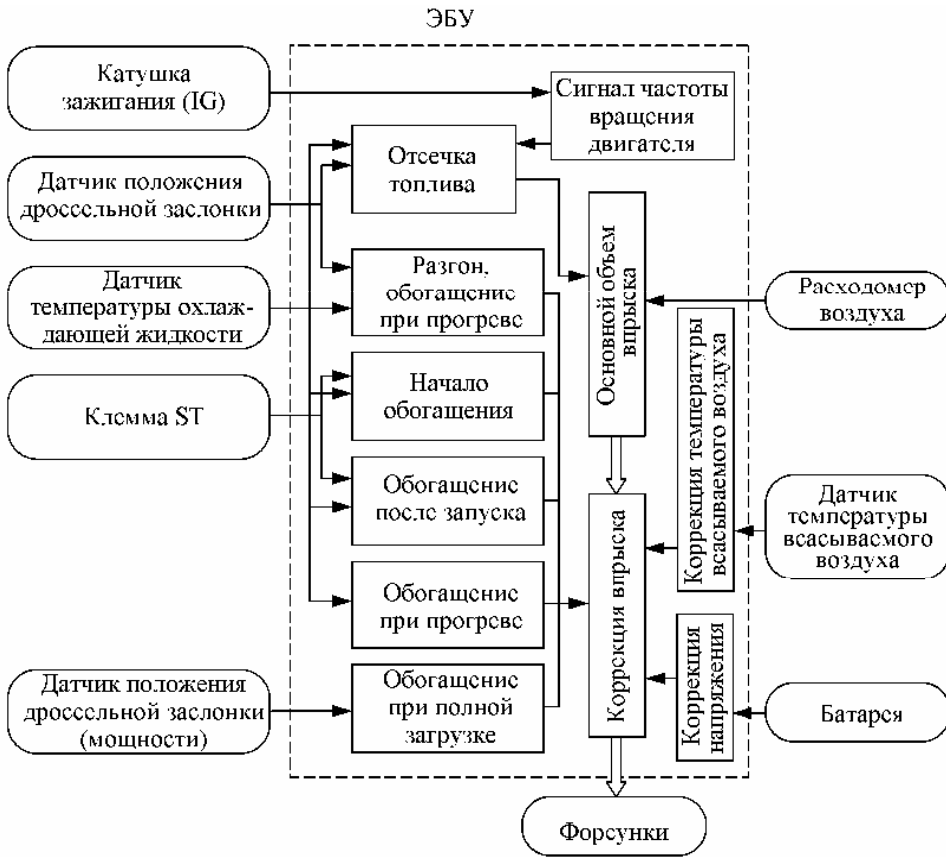 ЭБУ
Катушка
зажигания (IG)
Датчик положения
дроссельной заслонки
Датчик
температуры охлаж-
дающей жидкости
Клемма ST
Датчик положения
дроссельной заслонки
(мощности)
Сигнал частоты
вращения
двигателя
Отсечка
топлива
Разгон,
обогащение
при прогреве
Начало
обогащения
Обогащение
после запуска
Обогащение
при прогреве
Обогащение
при полной
загрузке
Основной объем
впрыска
Коррекция впрыска
Коррекция температуры
всасываемого воздуха
Коррекция
напряжения
Расходомер
воздуха
Датчик
температуры
всасываемого
воздуха
Батарея
Форсунки